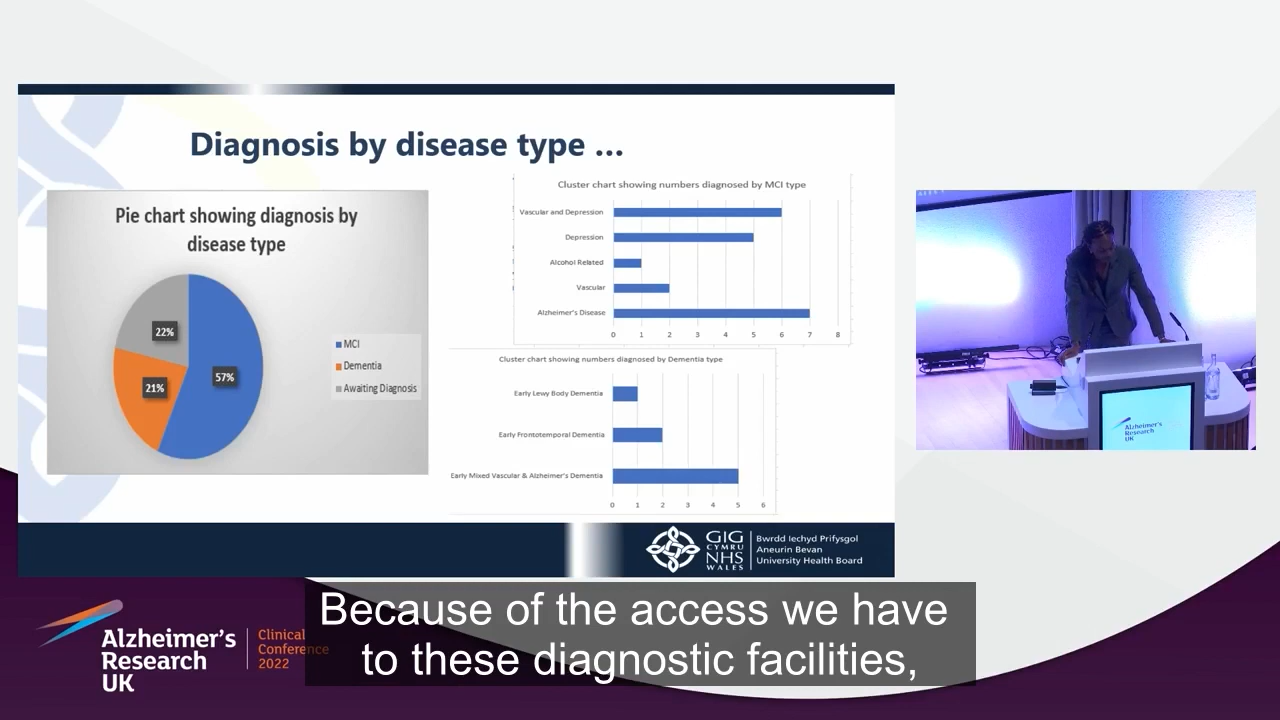 Diagnosis by disease type ...
Pie chart showing diagnosis by
disease type
22%
57%
21%
MCI
Dementia
Awaiting Diagnosis
Cluster chart showing numbers diagnosed by MCI type
Vascular and Depression
Depression
Alcohol Related
Vascular
Alzheimer's Disease
0 1 2 3 4 5 6 7 8
Cluster chart showing numbers diagnosed by Dementia type
Early Lewy Body Dementia
Early Frontotemporal Dementia
Early Mixed Vascular & Alzheimer's Dementia
0 1 2 3 4 5 6
GIG
CYMRU
NHS
WALES
Bwrdd Iechyd Prifysgol
Aneurin Bevan
University Health Board
Alzheimer's
Research
UK
Alzheimer's
Research
UK
Clinical
Conference
2022
Because of the access we have
to these diagnostic facilities,